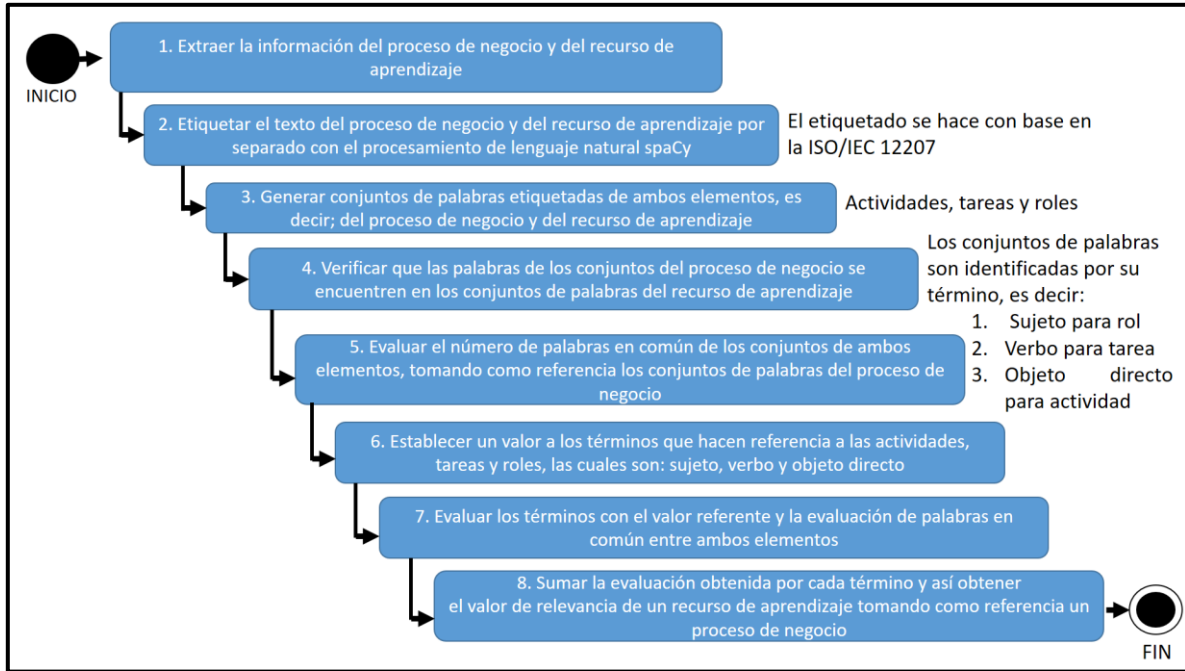 INICIO
1. Extraer la información del proceso de negocio y del recurso de
aprendizaje
2. Etiquetar el texto del proceso de negocio y del recurso de aprendizaje por
separado con el procesamiento de lenguaje natural spaCy
El etiquetado se hace con base en
la ISO/IEC 12207
3. Generar conjuntos de palabras etiquetadas de ambos elementos, es
decir; del proceso de negocio y del recurso de aprendizaje
Actividades, tareas y roles
4. Verificar que las palabras de los conjuntos del proceso de negocio se
encuentren en los conjuntos de palabras del recurso de aprendizaje
Los conjuntos de palabras
son identificadas por su
término, es decir:
1. Sujeto para rol
2. Verbo para tarea
3. Objeto directo
para actividad
5. Evaluar el número de palabras en común de los conjuntos de ambos
elementos, tomando como referencia los conjuntos de palabras del proceso de
negocio
6. Establecer un valor a los términos que hacen referencia a las actividades,
tareas y roles, las cuales son: sujeto, verbo y objeto directo
7. Evaluar los términos con el valor referente y la evaluación de palabras en
común entre ambos elementos
8. Sumar la evaluación obtenida por cada término y así obtener
el valor de relevancia de un recurso de aprendizaje tomando como referencia un
proceso de negocio
FIN